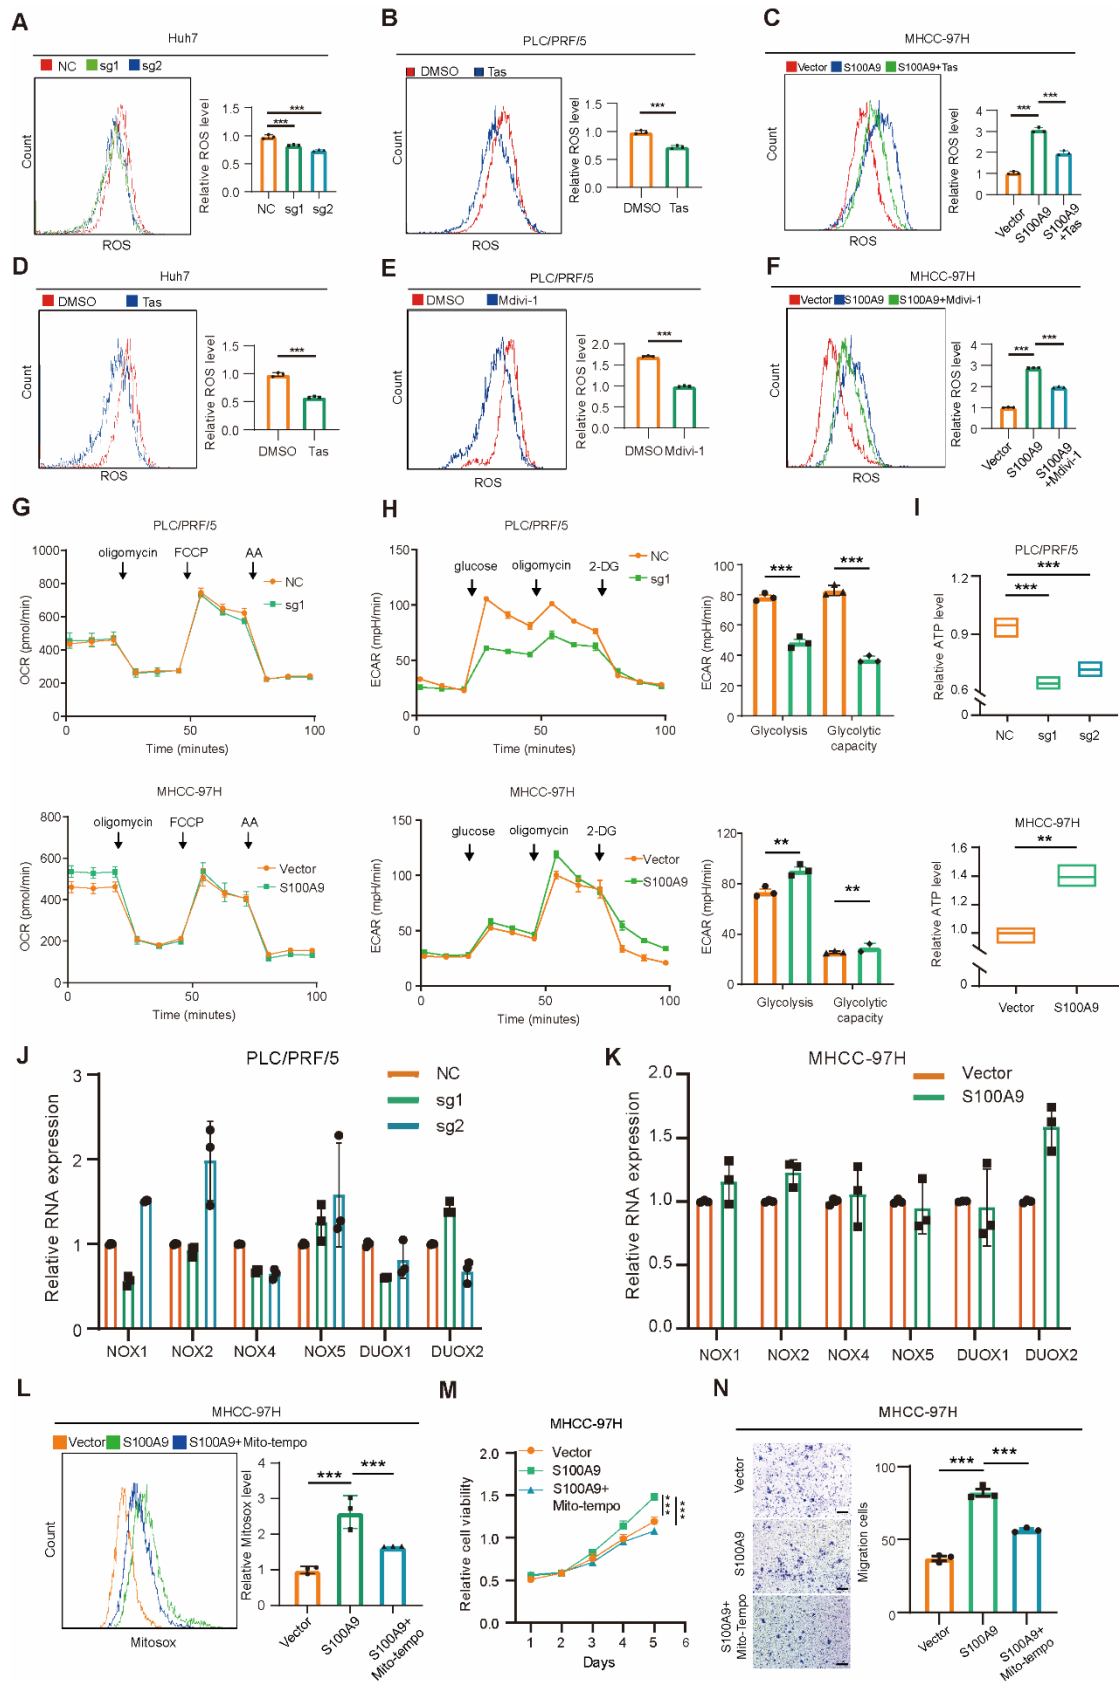 A
Huh7
NC sg1 sg2
Count
ROS
Relative ROS level
1.5
1.0
0.5
0.0
***
***
NC sg1 sg2
B
PLC/PRF/5
DMSO Tas
Count
ROS
Relative ROS level
1.5
1.0
0.5
0
***
DMSO Tas
C
MHCC-97H
Vector S100A9 S100A9+Tas
Count
ROS
Relative ROS level
4
3
2
1
0
***
***
Vector
S100A9
S100A9
+Tas
D
Huh7
DMSO Tas
Count
ROS
Relative ROS level
1.5
1.0
0.5
0
***
DMSO Tas
E
PLC/PRF/5
DMSO Mdivi-1
Count
ROS
Relative ROS level
2.0
1.5
1.0
0.5
0.0
***
DMSO Mdivi-1
F
MHCC-97H
Vector S100A9 S100A9+Mdivi-1
Count
ROS
Relative ROS level
4
3
2
1
0
***
***
Vector
S100A9
S100A9
+Mdivi-1
G
PLC/PRF/5
oligomycin FCCP AA
NC
sg1
OCR (pmol/min)
1000
800
600
400
200
0
0 50 100
Time (minutes)
MHCC-97H
oligomycin FCCP AA
Vector
S100A9
OCR (pmol/min)
800
600
400
200
0
0 50 100
Time (minutes)
H
PLC/PRF/5
glucose oligomycin 2-DG
NC
sg1
ECAR (mpH/min)
150
100
50
0
0 50 100
Time (minutes)
ECAR (mpH/min)
100
80
60
40
20
0
*** ***
Glycolysis Glycolytic
capacity
MHCC-97H
glucose oligomycin 2-DG
Vector
S100A9
ECAR (mpH/min)
150
100
50
0
0 50 100
Time (minutes)
ECAR (mpH/min)
120
80
40
0
**
**
Glycolysis Glycolytic
capacity
I
PLC/PRF/5
Relative ATP level
1.2
0.9
0.6
0
***
***
NC sg1 sg2
MHCC-97H
Relative ATP level
1.6
1.4
1.2
1.0
0
**
Vector S100A9
J
PLC/PRF/5
NC
sg1
sg2
Relative RNA expression
3
2
1
0
NOX1 NOX2 NOX4 NOX5 DUOX1 DUOX2
K
MHCC-97H
Vector
S100A9
Relative RNA expression
2.0
1.5
1.0
0.5
0.0
NOX1 NOX2 NOX4 NOX5 DUOX1 DUOX2
L
MHCC-97H
Vector S100A9 S100A9+Mito-tempo
Count
Mitosox
Relative Mitosox level
4
3
2
1
0
*** ***
Vector
S100A9
S100A9+
Mito-tempo
M
MHCC-97H
Vector
S100A9
S100A9+
Mito-tempo
Relative cell viability
2.0
1.5
1.0
0.5
0.0
***
***
1 2 3 4 5 6
Days
N
MHCC-97H
Vector
S100A9
S100A9+
Mito-Tempo
Migration cells
100
50
0
***
***
Vector
S100A9
S100A9+
Mito-tempo